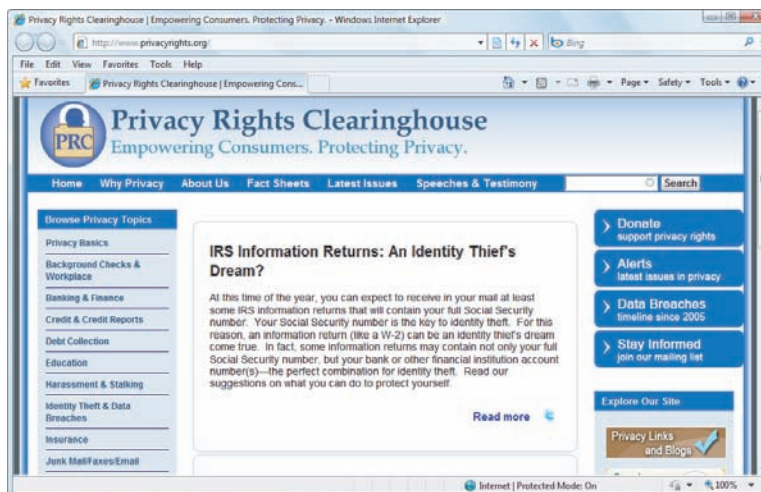 Privacy Rights Clearinghouse | Empowering Consumers. Protecting Privacy. - Windows Internet Explorer
http://www.privacyrights.org/
Bing
File Edit View Favorites Tools Help
Favorites Privacy Rights Clearinghouse | Empowering Cons... Page Safety Tools
PRC
Privacy Rights Clearinghouse
Empowering Consumers. Protecting Privacy.
Home Why Privacy About Us Fact Sheets Latest Issues Speeches & Testimony Search
Browse Privacy Topics
Privacy Basics
Background Checks &
Workplace
Banking & Finance
Credit & Credit Reports
Debt Collection
Education
Harassment & Stalking
Identity Theft & Data
Breaches
Insurance
Junk Mail/Faxes/Email
IRS Information Returns: An Identity Thief's
Dream?
At this time of the year, you can expect to receive in your mail at least
some IRS information returns that will contain your full Social Security
number. Your Social Security number is the key to identity theft. For this
reason, an information return (like a W-2) can be an identity thief's dream
come true. In fact, some information returns may contain not only your full
Social Security number, but your bank or other financial institution account
number(s)—the perfect combination for identity theft. Read our
suggestions on what you can do to protect yourself.
Read more
Donate
support privacy rights
Alerts
latest issues in privacy
Data Breaches
timeline since 2005
Stay Informed
join our mailing list
Explore Our Site
Privacy Links
and Blogs
Internet | Protected Mode: On 100%